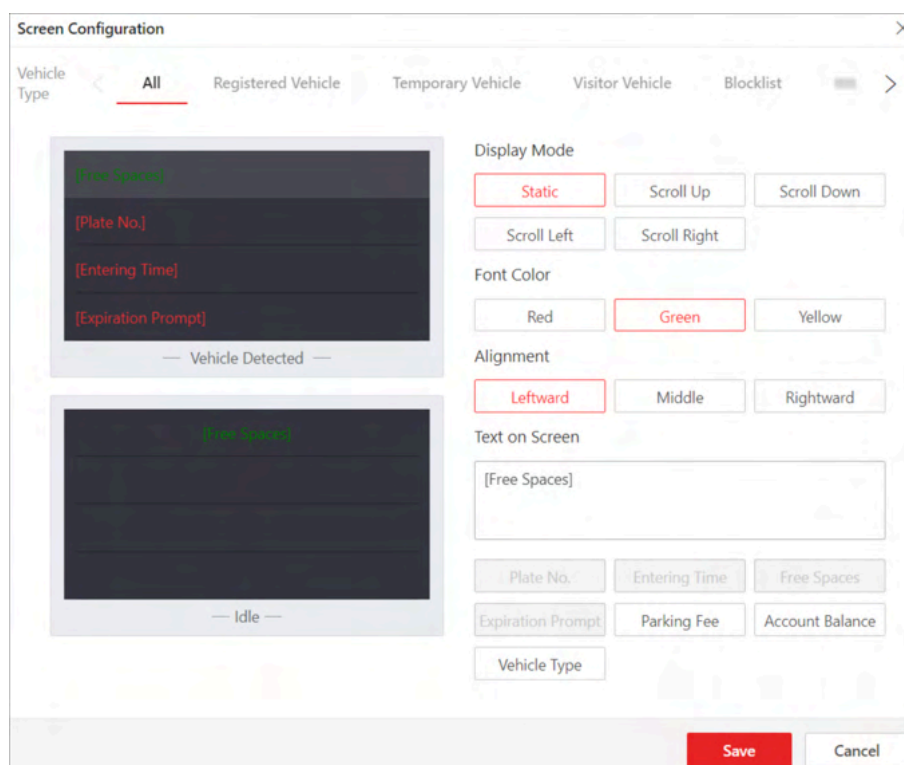 Screen Configuration
Vehicle Type
All
Registered Vehicle
Temporary Vehicle
Visitor Vehicle
Blocklist
[Free Spaces]
[Plate No.]
[Entering Time]
[Expiration Prompt]
— Vehicle Detected —
[Free Spaces]
— Idle —
Display Mode
Static
Scroll Up
Scroll Down
Scroll Left
Scroll Right
Font Color
Red
Green
Yellow
Alignment
Leftward
Middle
Rightward
Text on Screen
[Free Spaces]
Plate No.
Entering Time
Free Spaces
Expiration Prompt
Parking Fee
Account Balance
Vehicle Type
Save
Cancel